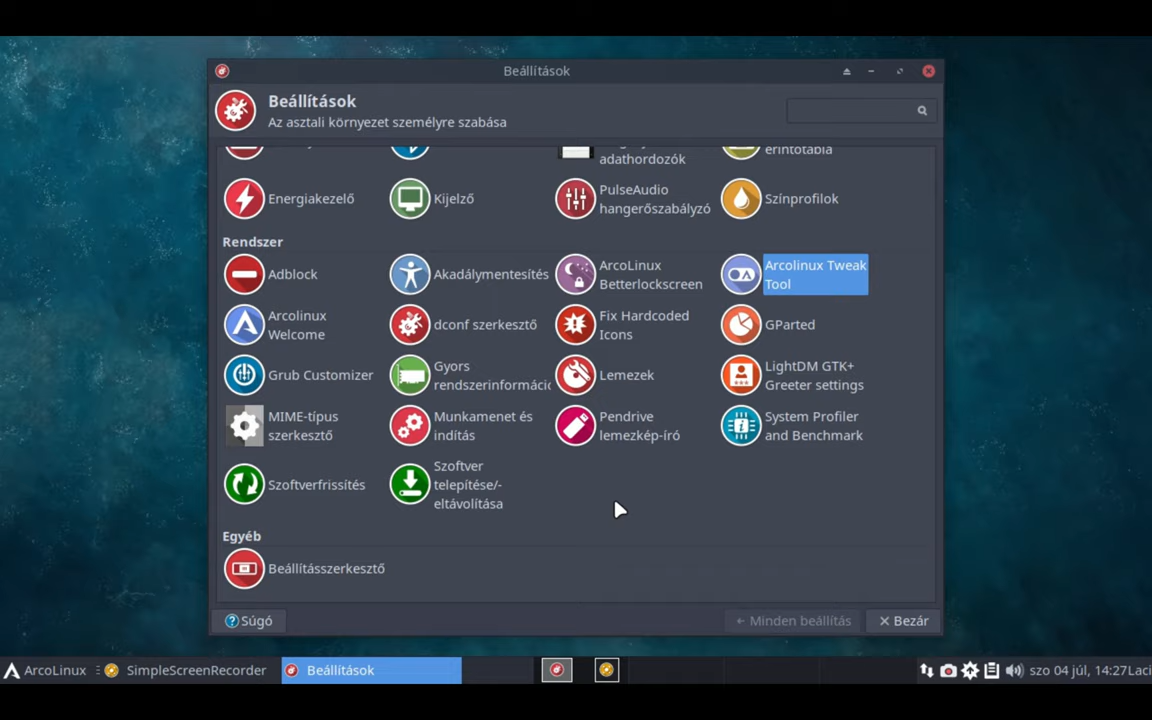 Beállítások
Beállítások
Az asztali környezet személyre szabása
adathordozók
érintőtábla
Energiakezelő
Kijelző
PulseAudio
hangerőszabályzó
Színprofilok
Rendszer
Adblock
Akadálymentesítés
ArcoLinux
Betterlockscreen
Arcolinux Tweak
Tool
Arcolinux
Welcome
dconf szerkesztő
Fix Hardcoded
Icons
GParted
Grub Customizer
Gyors
rendszerinformáció
Lemezek
LightDM GTK+
Greeter settings
MIME-típus
szerkesztő
Munkamenet és
indítás
Pendrive
lemezkép-író
System Profiler
and Benchmark
Szoftverfrissítés
Szoftver
telepítése/-
eltávolítása
Egyéb
Beállításszerkesztő
Súgó
Minden beállítás
Bezár
ArcoLinux
SimpleScreenRecorder
Beállítások
szo 04 júl, 14:27
Laci